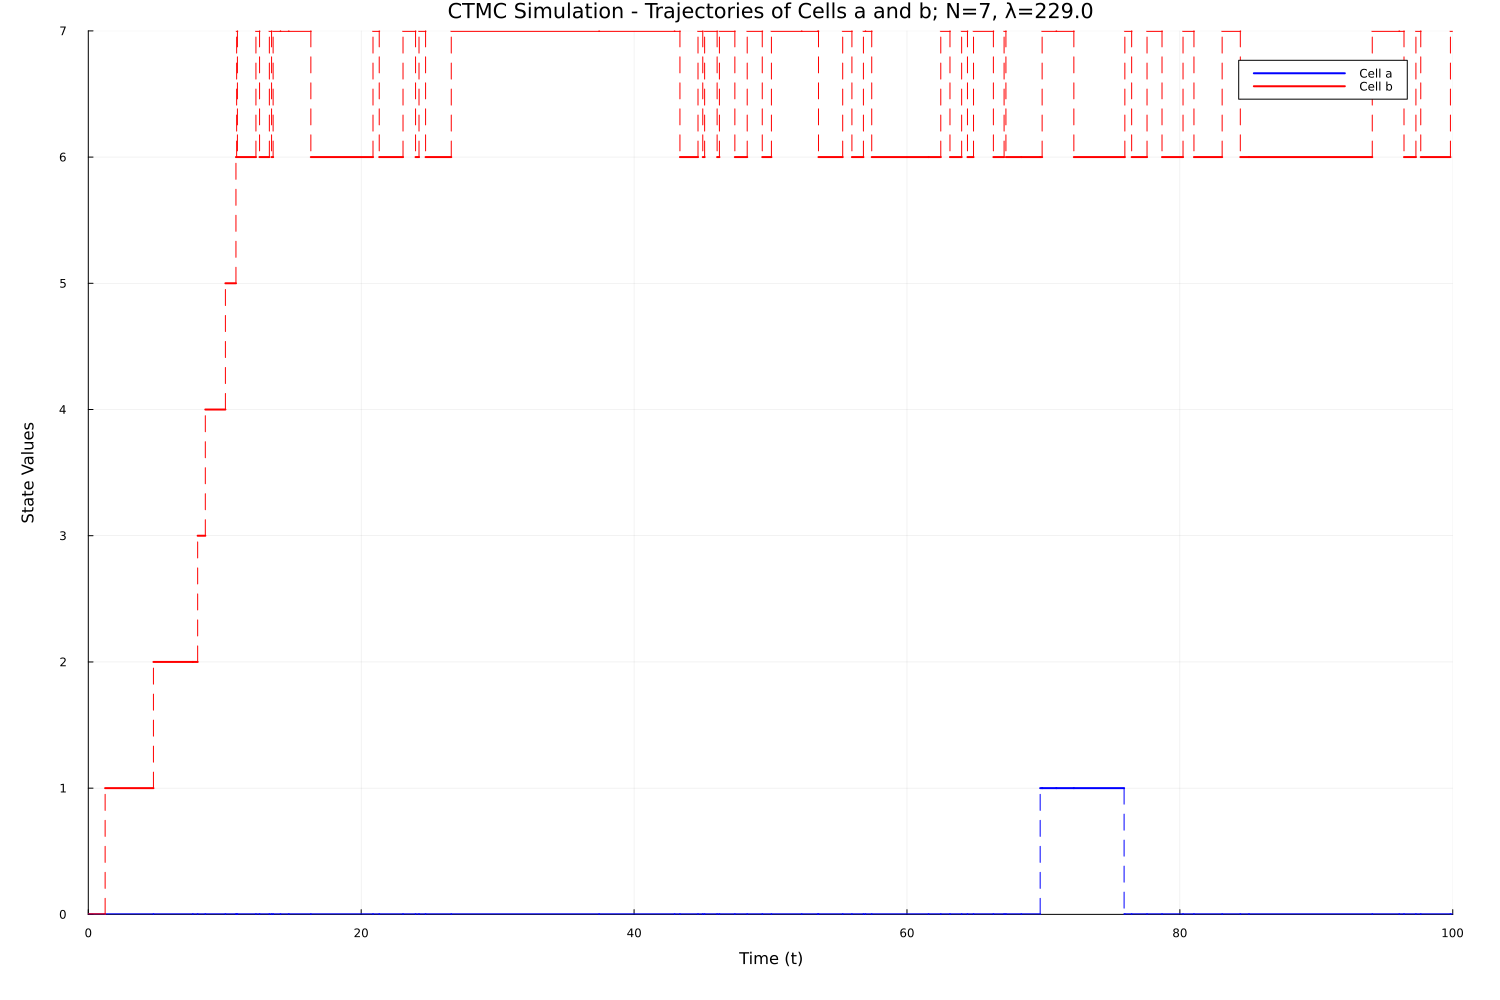 CTMC Simulation - Trajectories of Cells a and b; N=7, λ=229.0
7
Cell a
Cell b
6
5
4
State Values
3
2
1
0
0 20 40 60 80 100
Time (t)